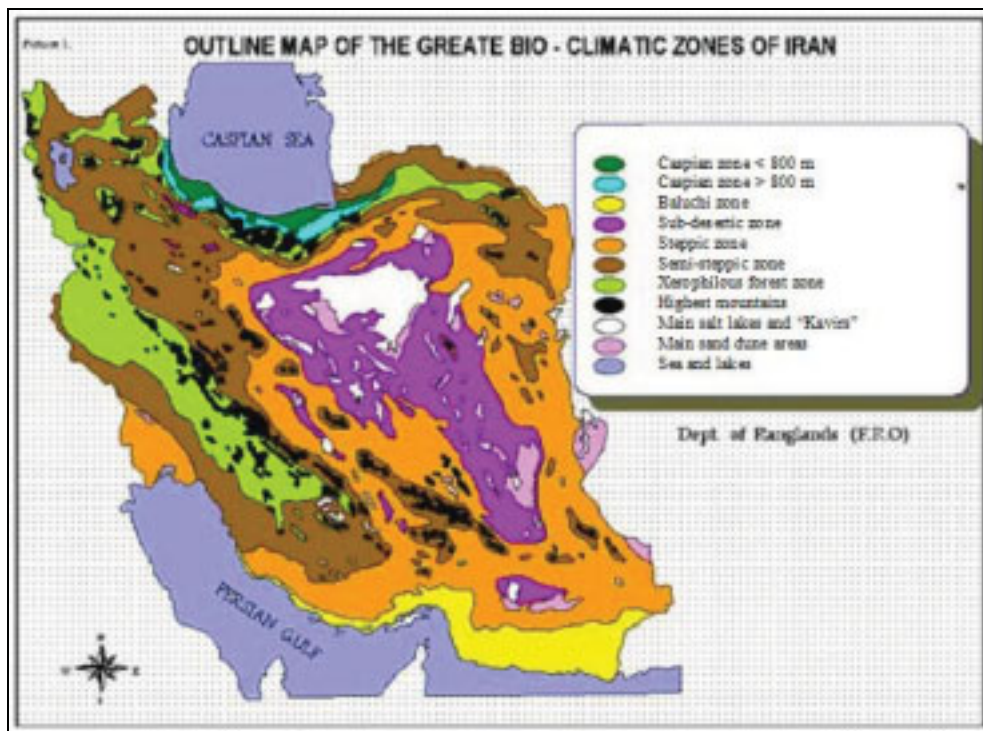 Picture 1.
OUTLINE MAP OF THE GREATE BIO - CLIMATIC ZONES OF IRAN
CASPIAN SEA
Caspian zone < 800 m
Caspian zone > 800 m
Baluchi zone
Sub-desertic zone
Steppic zone
Semi-steppic zone
Xerophilous forest zone
Highest mountains
Main salt lakes and "Kavirs"
Main sand dune areas
Sea and lakes
Dept. of Ranglands (F.R.O)
PERSIAN GULF
N
W
E
S